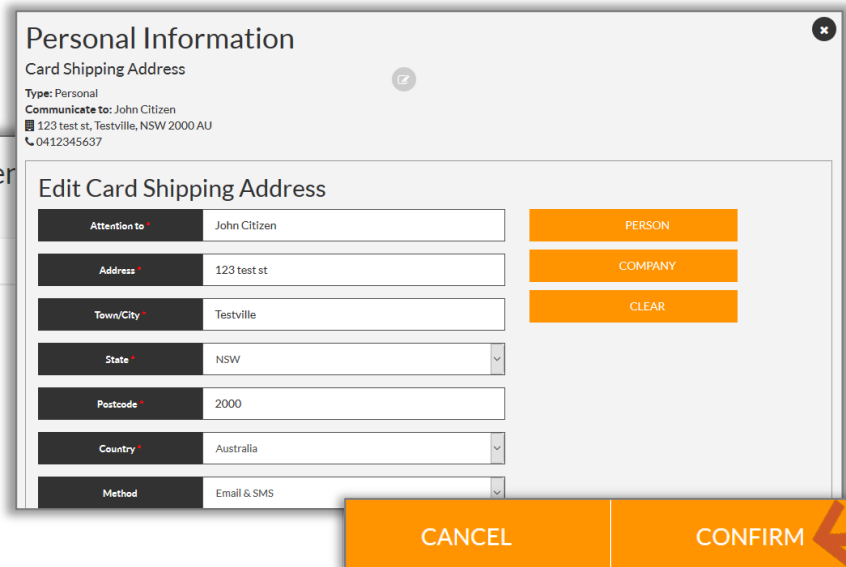 Personal Information
Card Shipping Address
Type: Personal
Communicate to: John Citizen
123 test st, Testville, NSW 2000 AU
0412345637
Edit Card Shipping Address
Attention to * John Citizen
PERSON
Address * 123 test st
COMPANY
CLEAR
Town/City * Testville
State * NSW
Postcode * 2000
Country * Australia
Method Email & SMS
CANCEL CONFIRM